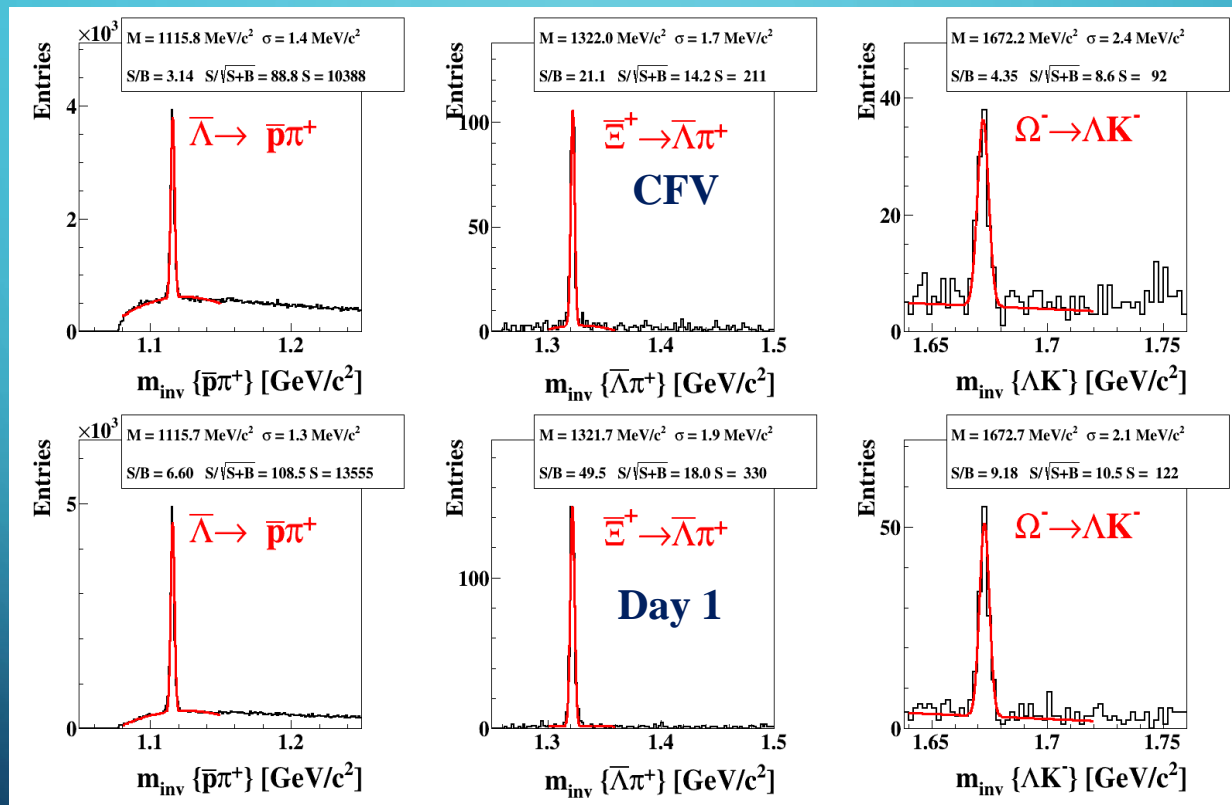 ×10³
M = 1115.8 MeV/c² σ = 1.4 MeV/c²
S/B = 3.14 S/√S+B = 88.8 S = 10388
Entries
Λ̅ → p̅π⁺
4
2
0
1.1 1.2
m_inv {p̅π⁺} [GeV/c²]
M = 1322.0 MeV/c² σ = 1.7 MeV/c²
S/B = 21.1 S/√S+B = 14.2 S = 211
Entries
Ξ̅⁺→Λ̅π⁺
CFV
100
50
0
1.3 1.4 1.5
m_inv {Λ̅π⁺} [GeV/c²]
M = 1672.2 MeV/c² σ = 2.4 MeV/c²
S/B = 4.35 S/√S+B = 8.6 S = 92
Entries
Ω⁻→ΛK⁻
40
20
0
1.65 1.7 1.75
m_inv {ΛK⁻} [GeV/c²]
×10³
M = 1115.7 MeV/c² σ = 1.3 MeV/c²
S/B = 6.60 S/√S+B = 108.5 S = 13555
Entries
Λ̅ → p̅π⁺
5
0
1.1 1.2
m_inv {p̅π⁺} [GeV/c²]
M = 1321.7 MeV/c² σ = 1.9 MeV/c²
S/B = 49.5 S/√S+B = 18.0 S = 330
Entries
Ξ̅⁺→Λ̅π⁺
Day 1
100
0
1.3 1.4 1.5
m_inv {Λ̅π⁺} [GeV/c²]
M = 1672.7 MeV/c² σ = 2.1 MeV/c²
S/B = 9.18 S/√S+B = 10.5 S = 122
Entries
Ω⁻→ΛK⁻
50
0
1.65 1.7 1.75
m_inv {ΛK⁻} [GeV/c²]